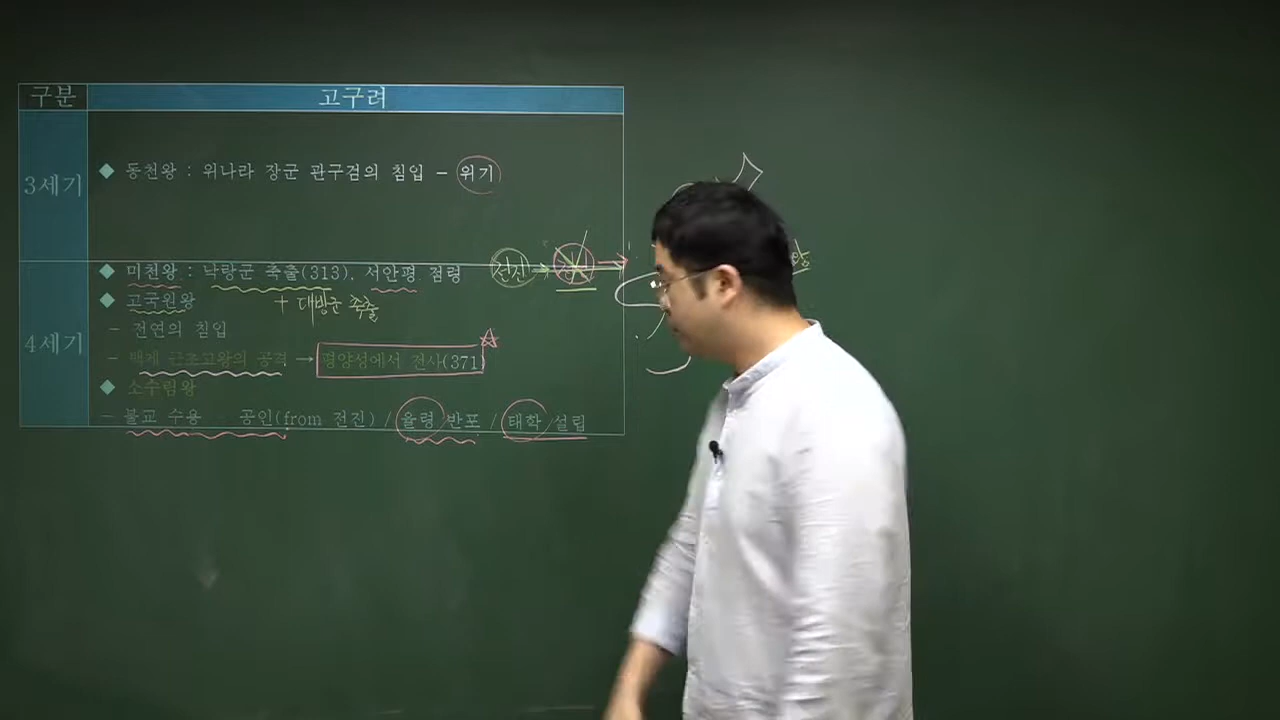 구분 고구려
3세기
◆ 동천왕 : 위나라 장군 관구검의 침입 - 위기
4세기
◆ 미천왕 : 낙랑군 축출(313), 서안평 점령
전진
◆ 고국원왕
+ 대방군 축출
- 전연의 침입
- 백제 근초고왕의 공격 → 평양성에서 전사(371)
◆ 소수림왕
- 불교 수용 · 공인(from 전진) / 율령 반포 / 태학 설립